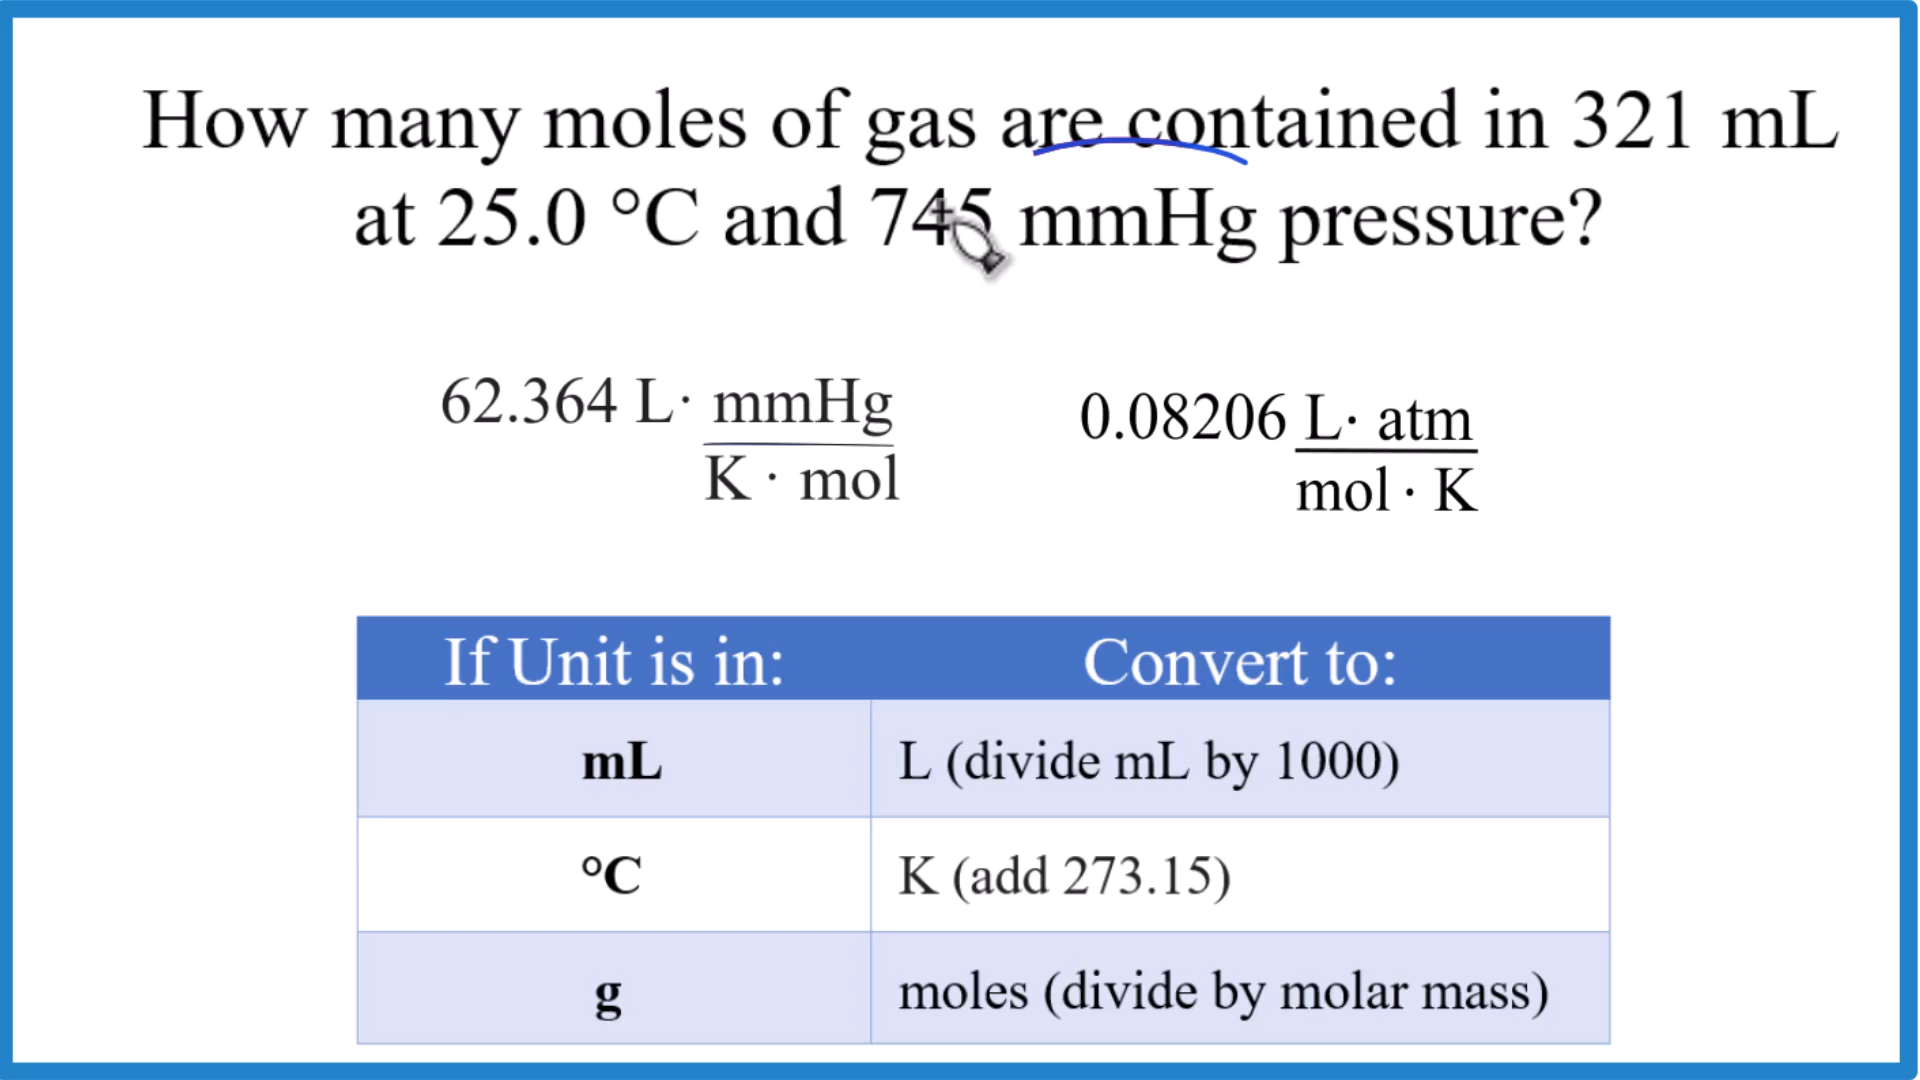 How many moles of gas are contained in 321 mL
at 25.0 °C and 745 mmHg pressure?
62.364 L· mmHg
K · mol
0.08206 L· atm
mol · K
If Unit is in: Convert to:
mL L (divide mL by 1000)
°C K (add 273.15)
g moles (divide by molar mass)